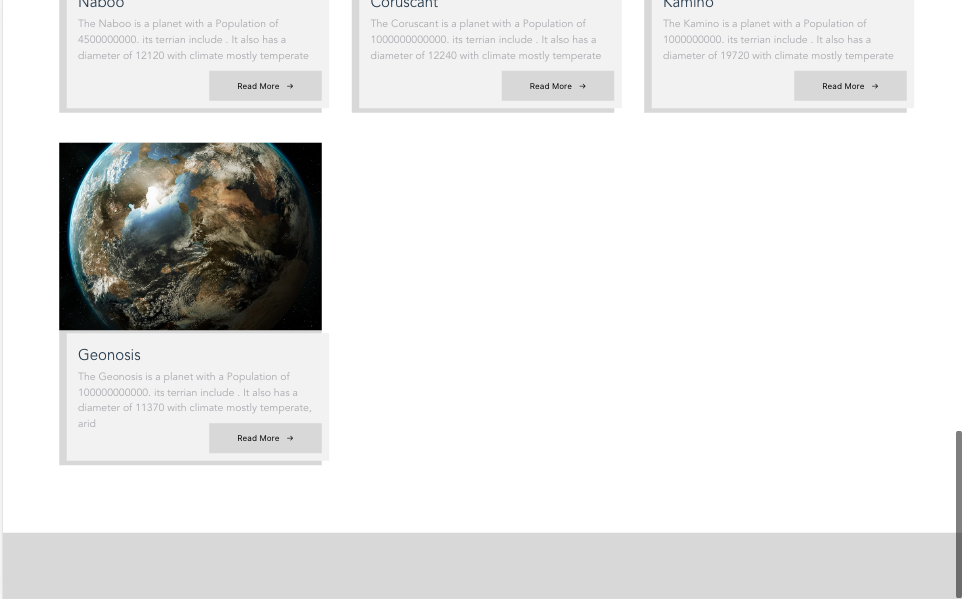 Naboo
The Naboo is a planet with a Population of
4500000000. its terrian include . It also has a
diameter of 12120 with climate mostly temperate
Read More →
Coruscant
The Coruscant is a planet with a Population of
1000000000000. its terrian include . It also has a
diameter of 12240 with climate mostly temperate
Read More →
Kamino
The Kamino is a planet with a Population of
1000000000. its terrian include . It also has a
diameter of 19720 with climate mostly temperate
Read More →
Geonosis
The Geonosis is a planet with a Population of
100000000000. its terrian include . It also has a
diameter of 11370 with climate mostly temperate,
arid
Read More →